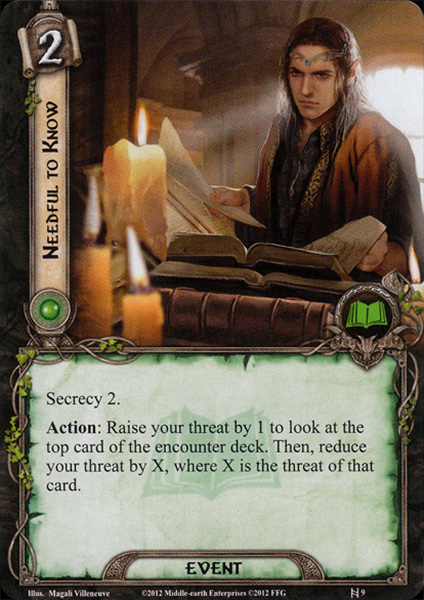 2
NEEDFUL TO KNOW
Secrecy 2.
Action: Raise your threat by 1 to look at the
top card of the encounter deck. Then, reduce
your threat by X, where X is the threat of that
card.
EVENT
Illus. Magali Villeneuve ©2012 Middle-earth Enterprises ©2012 FFG 9